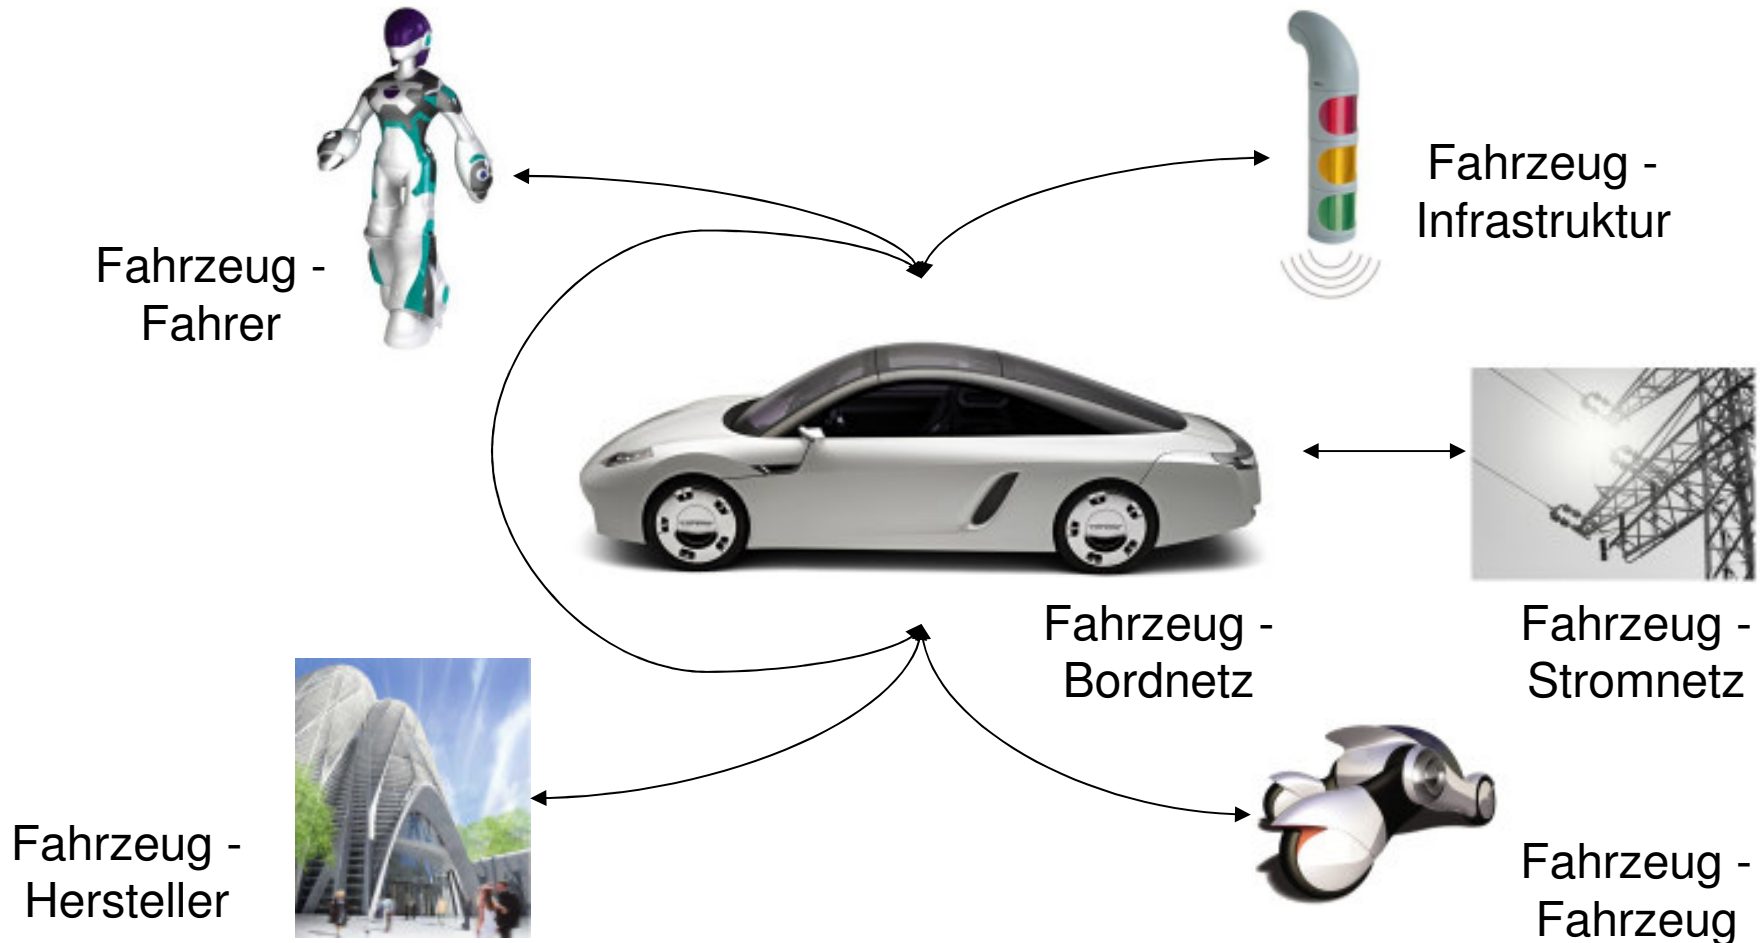 Fahrzeug -
Infrastruktur
Fahrzeug -
Fahrer
Fahrzeug -
Bordnetz
Fahrzeug -
Stromnetz
Fahrzeug -
Hersteller
Fahrzeug -
Fahrzeug